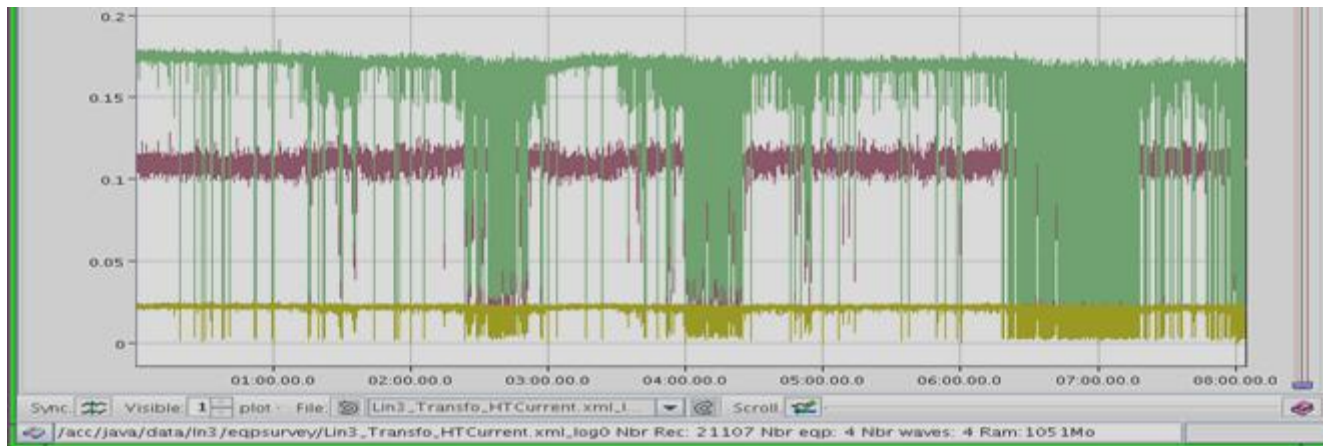 0.2
0.15
0.1
0.05
0
01:00:00.0 02:00:00.0 03:00:00.0 04:00:00.0 05:00:00.0 06:00:00.0 07:00:00.0 08:00:00.0
Sync. Visible: 1 plot - File: Lin3_Transfo_HTCurrent.xml_l... Scroll:
/acc/java/data/ln3/eqpsurvey/Lin3_Transfo_HTCurrent.xml_log0 Nbr Rec: 21107 Nbr eqp: 4 Nbr waves: 4 Ram:1051Mo